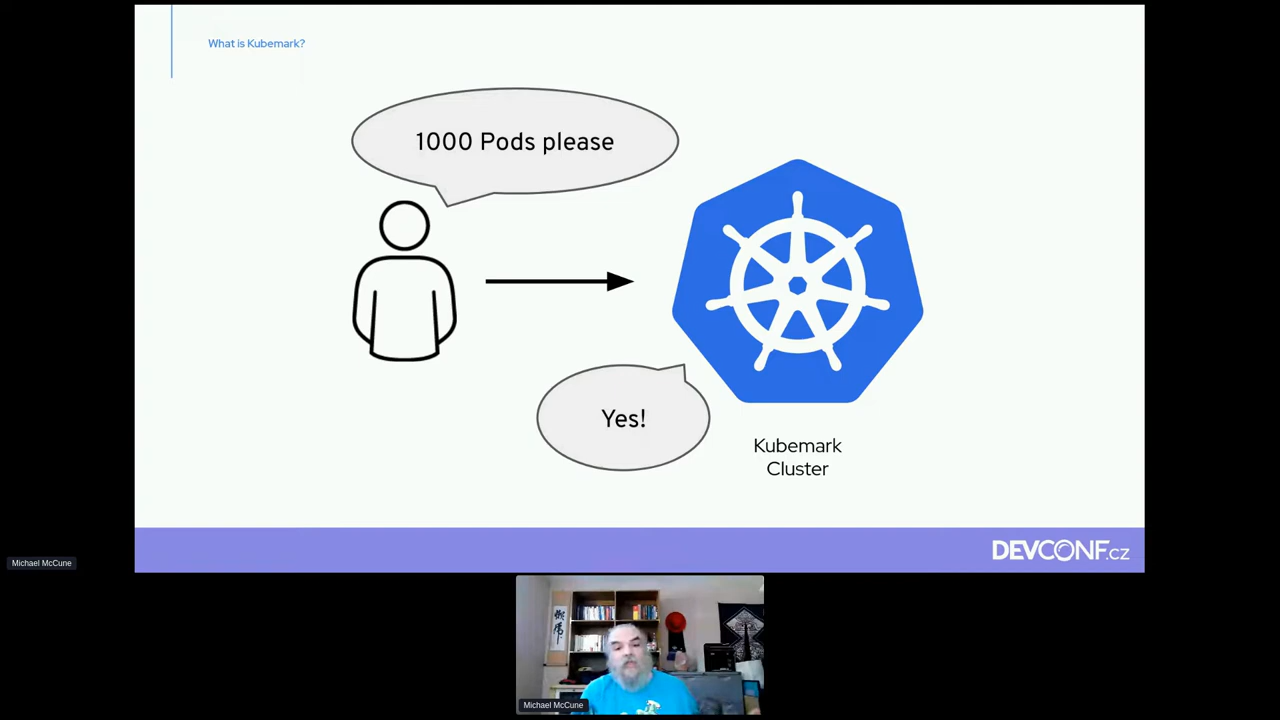 What is Kubemark?
1000 Pods please
Yes!
Kubemark
Cluster
DEVCONF.cz
Michael McCune
Michael McCune